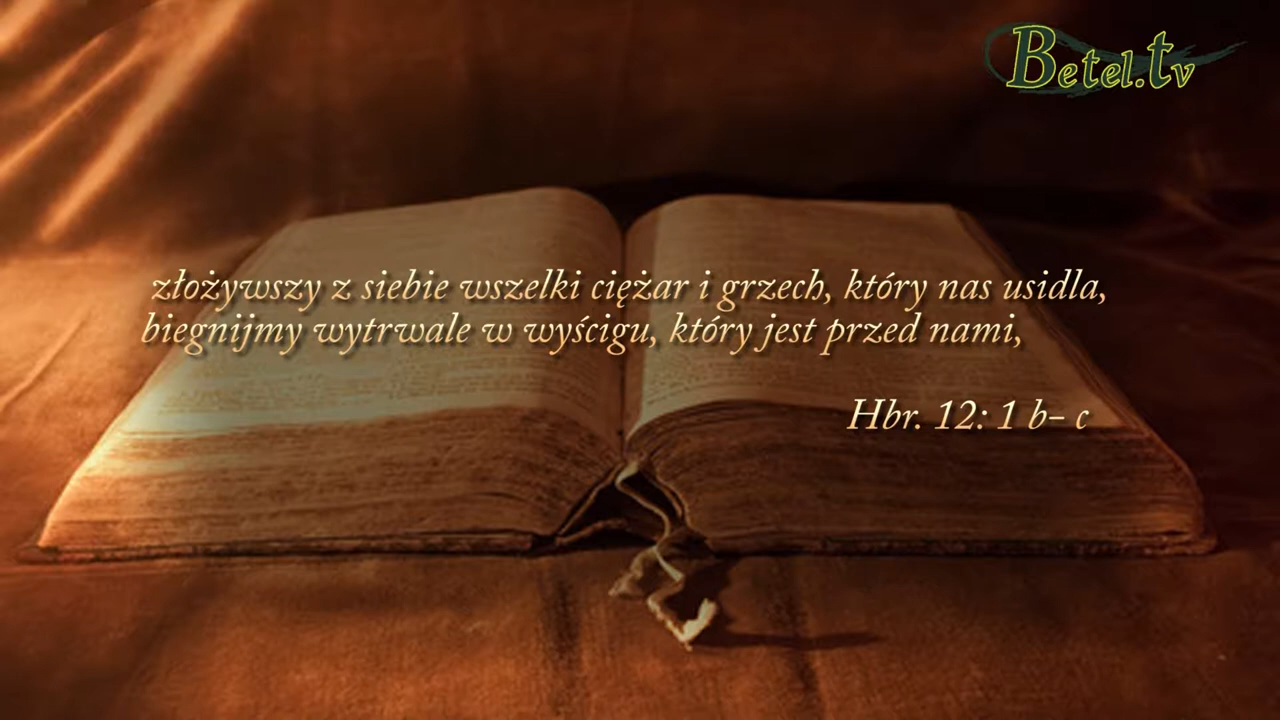 Betel.tv
złożywszy z siebie wszelki ciężar i grzech, który nas usidla,
biegnijmy wytrwale w wyścigu, który jest przed nami,
Hbr. 12: 1 b- c